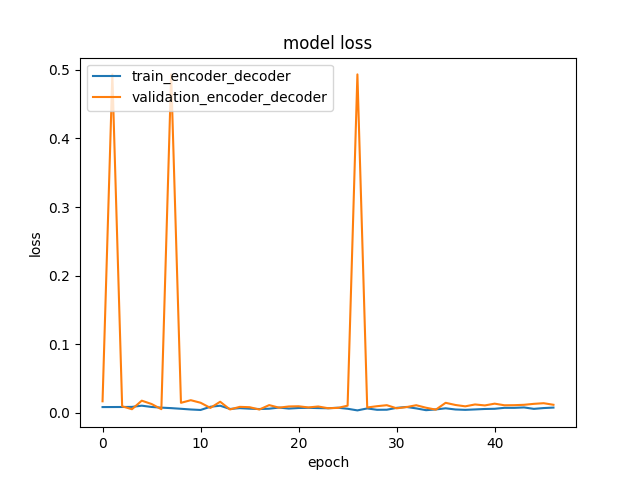 model loss
train_encoder_decoder
validation_encoder_decoder
0.5
0.4
0.3
0.2
0.1
0.0
loss
0
10
20
30
40
epoch